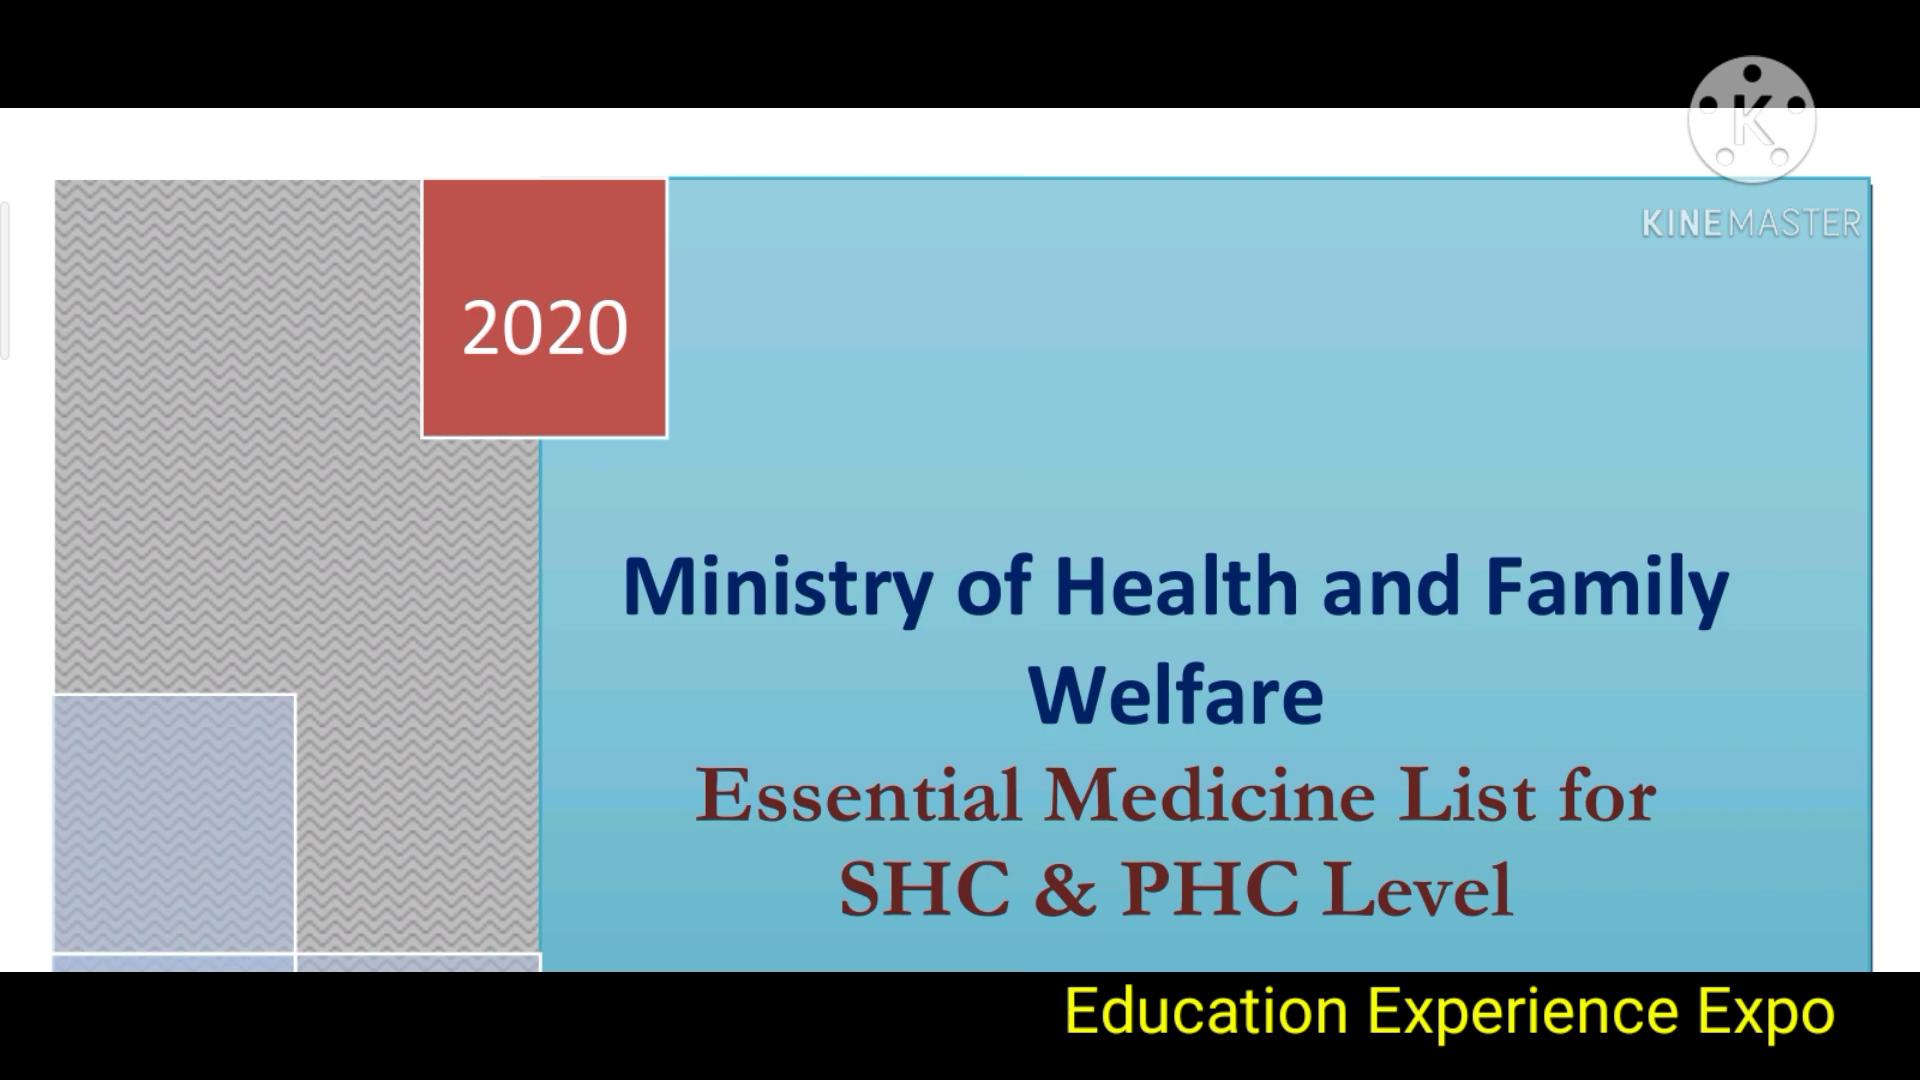 K
KINEMASTER
2020
Ministry of Health and Family
Welfare
Essential Medicine List for
SHC & PHC Level
Education Experience Expo